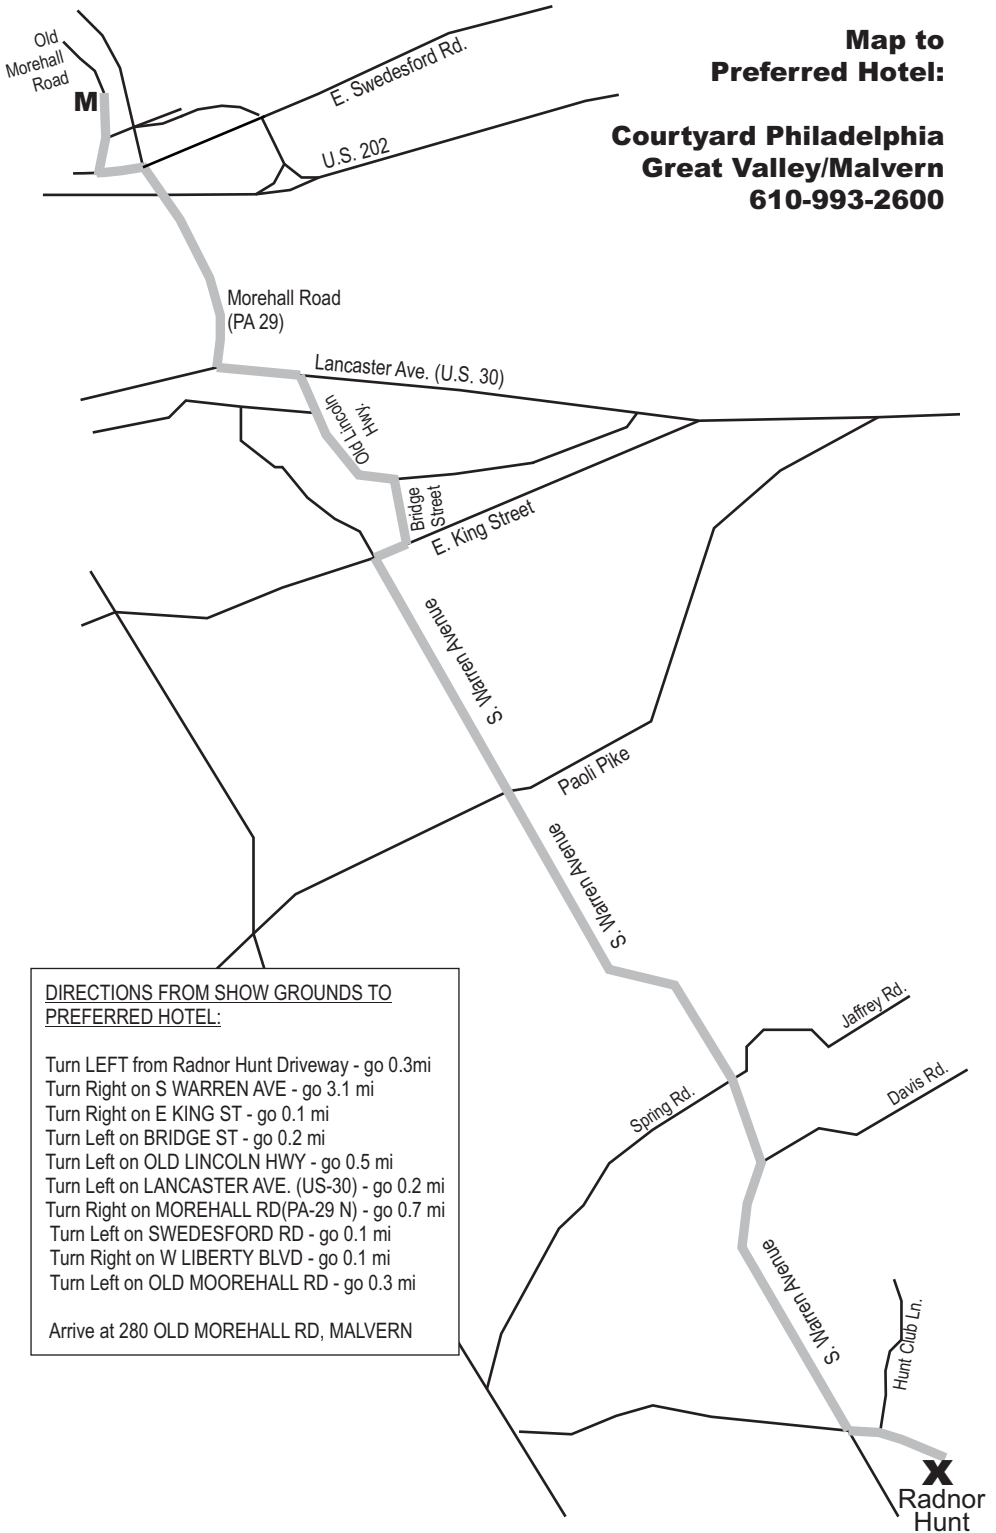 Map to
Preferred Hotel:
Courtyard Philadelphia
Great Valley/Malvern
610-993-2600
Old
Morehall
Road
M
E. Swedesford Rd.
U.S. 202
Morehall Road
(PA 29)
Lancaster Ave. (U.S. 30)
Old Lincoln
Hwy.
Bridge
Street
E. King Street
S. Warren Avenue
Paoli Pike
S. Warren Avenue
DIRECTIONS FROM SHOW GROUNDS TO
PREFERRED HOTEL:
Turn LEFT from Radnor Hunt Driveway - go 0.3mi
Turn Right on S WARREN AVE - go 3.1 mi
Turn Right on E KING ST - go 0.1 mi
Turn Left on BRIDGE ST - go 0.2 mi
Turn Left on OLD LINCOLN HWY - go 0.5 mi
Turn Left on LANCASTER AVE. (US-30) - go 0.2 mi
Turn Right on MOREHALL RD(PA-29 N) - go 0.7 mi
Turn Left on SWEDESFORD RD - go 0.1 mi
Turn Right on W LIBERTY BLVD - go 0.1 mi
Turn Left on OLD MOOREHALL RD - go 0.3 mi
Arrive at 280 OLD MOREHALL RD, MALVERN
Jaffrey Rd.
Davis Rd.
Spring Rd.
S. Warren Avenue
Hunt Club Ln.
X
Radnor
Hunt